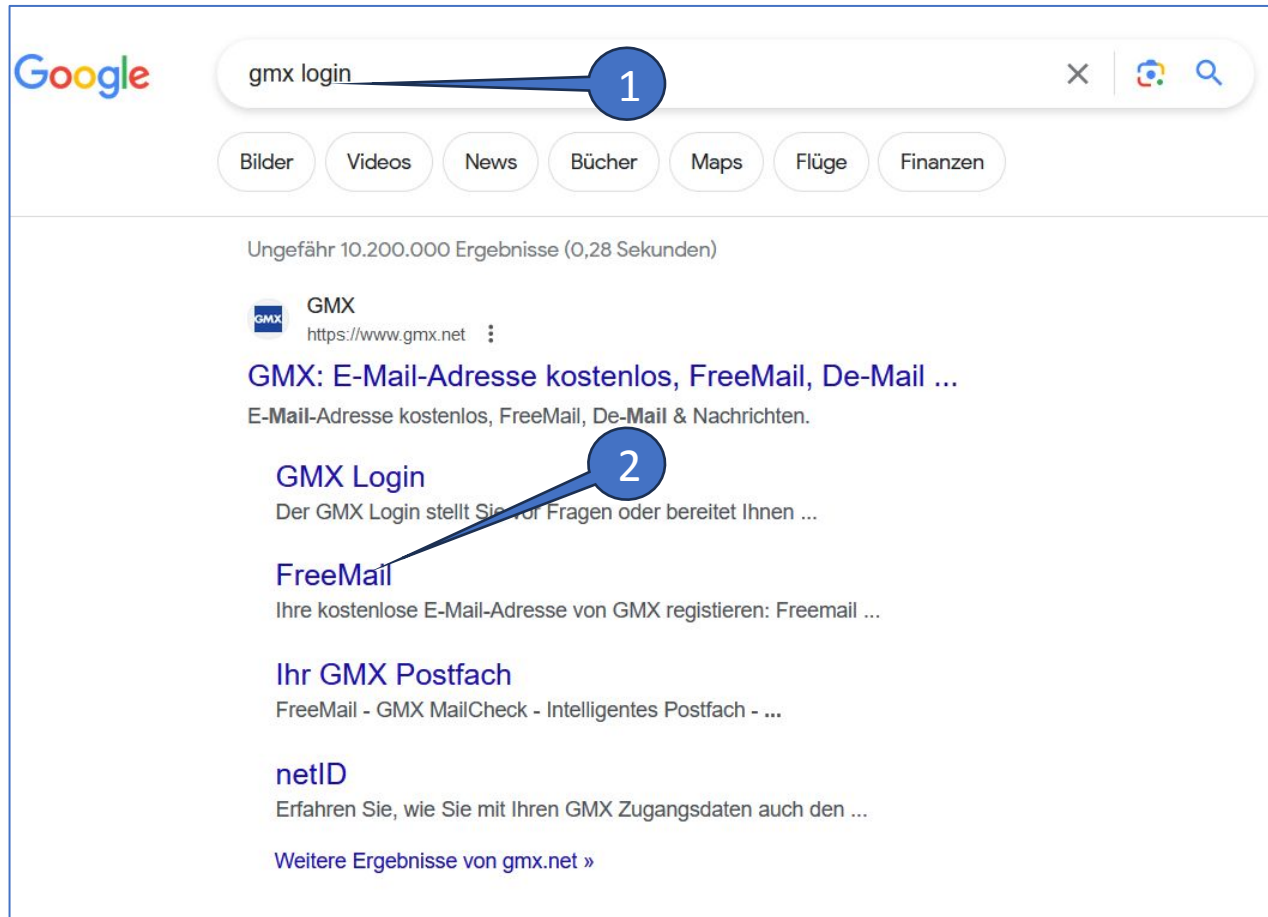 Google
gmx login
1
Bilder Videos News Bücher Maps Flüge Finanzen
Ungefähr 10.200.000 Ergebnisse (0,28 Sekunden)
GMX
GMX
https://www.gmx.net
GMX: E-Mail-Adresse kostenlos, FreeMail, De-Mail ...
E-Mail-Adresse kostenlos, FreeMail, De-Mail & Nachrichten.
2
GMX Login
Der GMX Login stellt Sie vor Fragen oder bereitet Ihnen ...
FreeMail
Ihre kostenlose E-Mail-Adresse von GMX registieren: Freemail ...
Ihr GMX Postfach
FreeMail - GMX MailCheck - Intelligentes Postfach - ...
netID
Erfahren Sie, wie Sie mit Ihren GMX Zugangsdaten auch den ...
Weitere Ergebnisse von gmx.net »